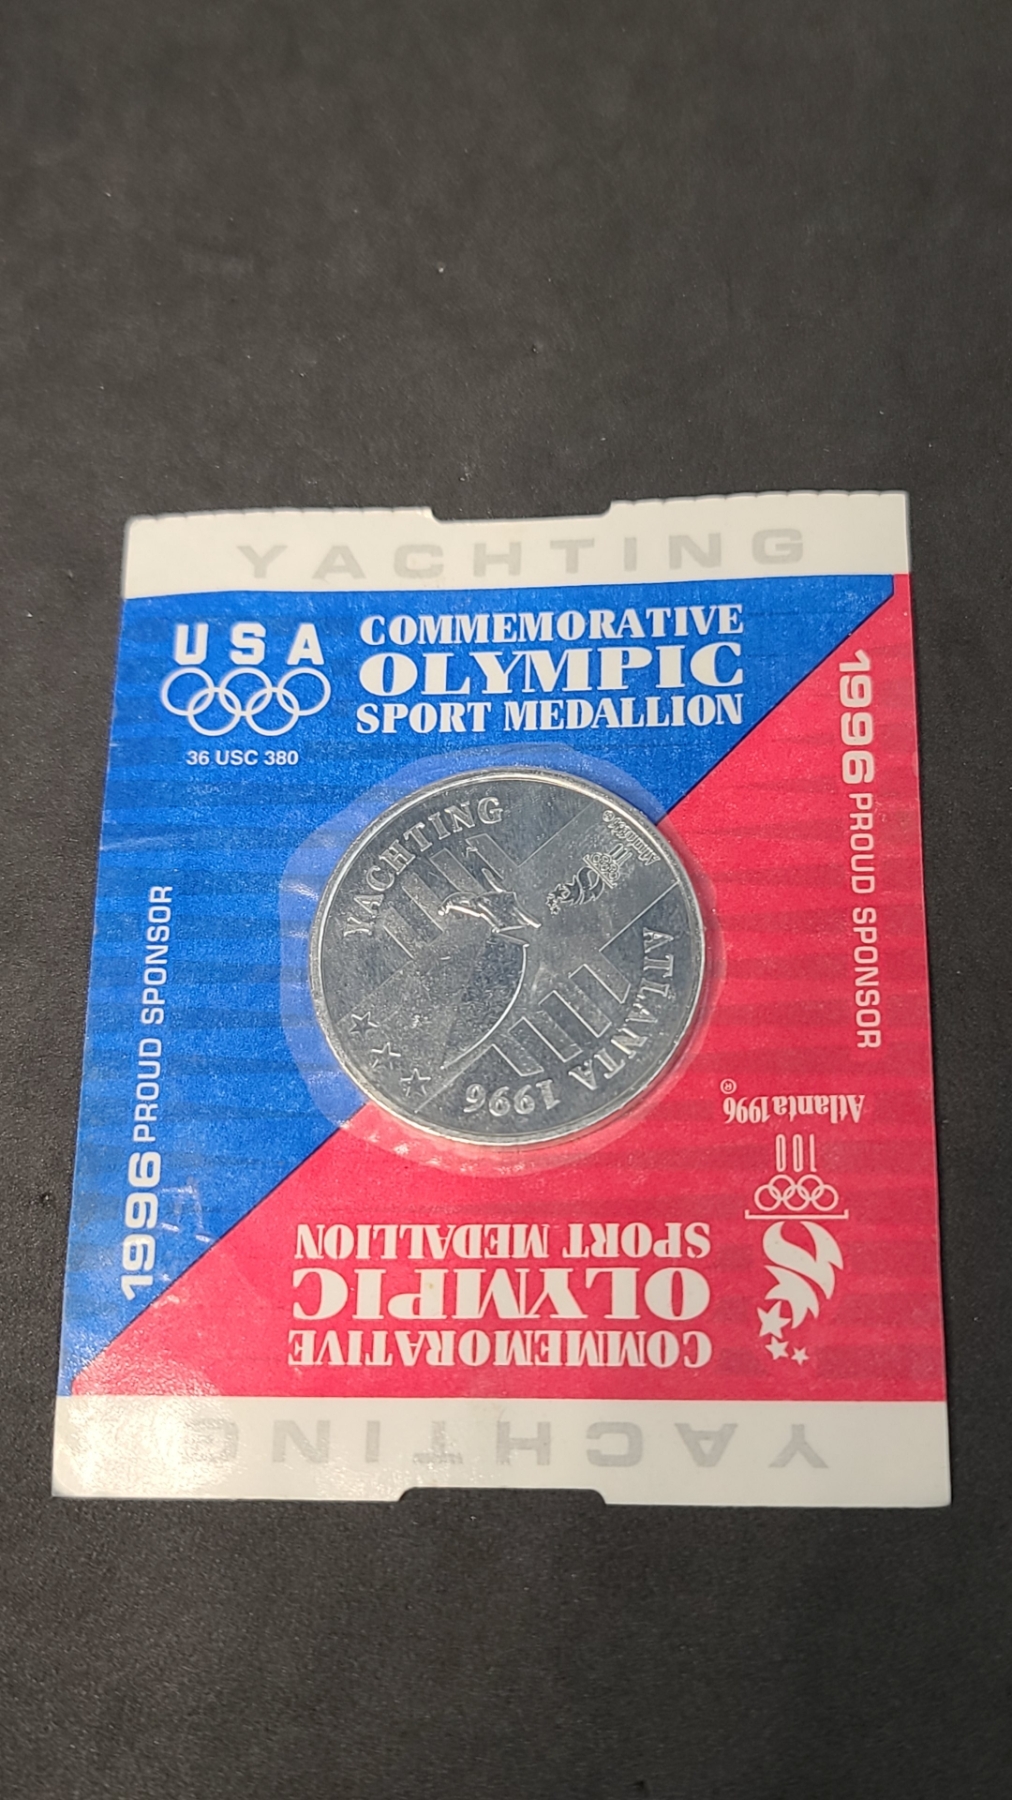 YACHTING
USA
36 USC 380
COMMEMORATIVE
OLYMPIC
SPORT MEDALLION
1996 PROUD SPONSOR
1996 PROUD SPONSOR
YACHTING
ATLANTA 1996
Atlanta 1996®
100
COMMEMORATIVE
OLYMPIC
SPORT MEDALLION
YACHTING